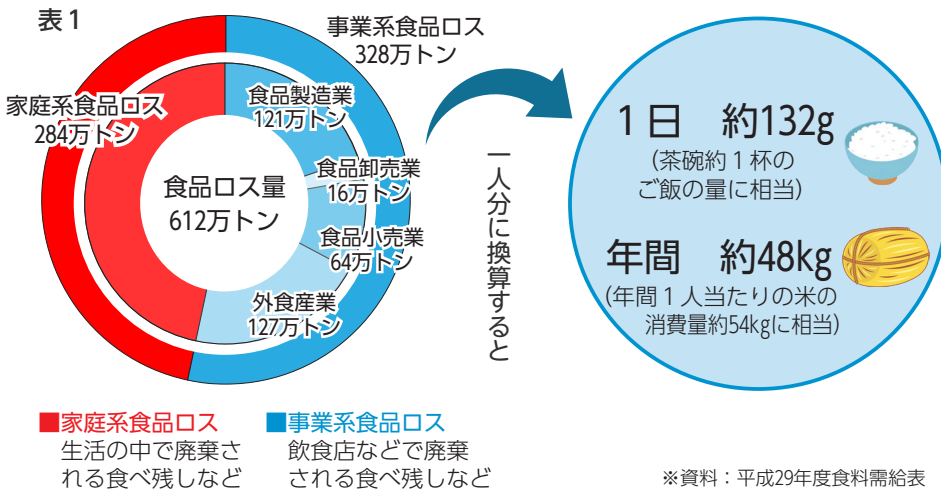 表1
事業系食品ロス
328万トン
家庭系食品ロス
284万トン
食品製造業
121万トン
食品卸売業
16万トン
食品小売業
64万トン
外食産業
127万トン
食品ロス量
612万トン
一人分に換算すると
1日 約132g
(茶碗約1杯の
ご飯の量に相当)
年間 約48kg
(年間1人当たりの米の
消費量約54kgに相当)
■家庭系食品ロス
生活の中で廃棄さ
れる食べ残しなど
■事業系食品ロス
飲食店などで廃棄
される食べ残しなど
※資料:平成29年度食料需給表